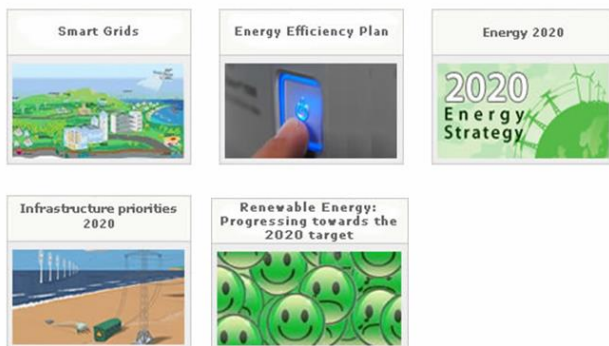 Smart Grids
Energy Efficiency Plan
Energy 2020
2020
Energy
Strategy
Infrastructure priorities
2020
Renewable Energy:
Progressing towards the
2020 target